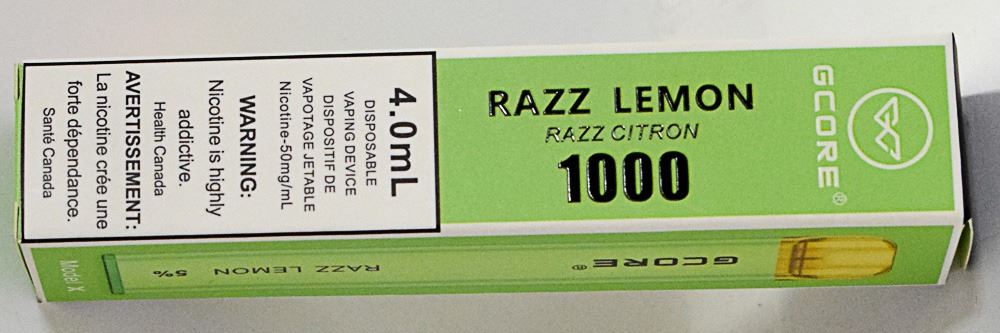 RAZZ LEMON
RAZZ CITRON
1000
GCORE®
4.0mL
DISPOSABLE
VAPING DEVICE
DISPOSITIF DE
VAPOTAGE JETABLE
Nicotine-50mg/mL
WARNING:
Nicotine is highly
addictive.
Health Canada
AVERTISSEMENT:
La nicotine crée une
forte dépendance.
Santé Canada
GCORE®
RAZZ LEMON 5%
Model X